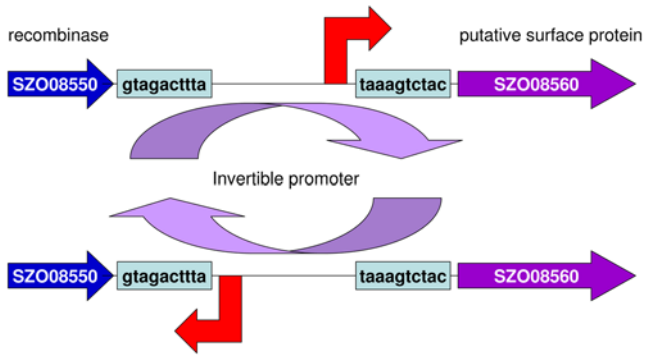 recombinase
putative surface protein
SZO08550
gtagacttta
taaagtctac
SZO08560
Invertible promoter
SZO08550
gtagacttta
taaagtctac
SZO08560